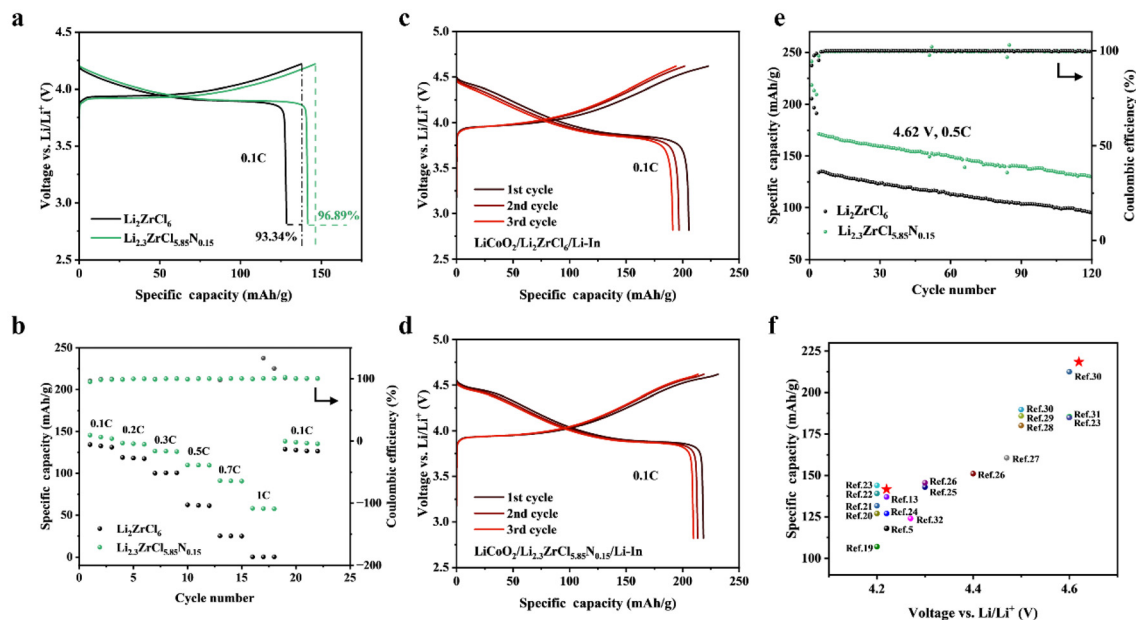 a
4.5
4.0
3.5
3.0
2.5
Voltage vs. Li/Li⁺ (V)
0.1C
Li₂ZrCl₆
Li₂.₃ZrCl₅.₈₅N₀.₁₅
93.34%
96.89%
0 25 50 75 100 125 150 175
Specific capacity (mAh/g)
b
250
200
150
100
50
0
Specific capacity (mAh/g)
0.1C
0.2C
0.3C
0.5C
0.7C
1C
0.1C
Li₂ZrCl₆
Li₂.₃ZrCl₅.₈₅N₀.₁₅
100
0
−100
−200
Coulombic efficiency (%)
0 5 10 15 20 25
Cycle number
c
5.0
4.5
4.0
3.5
3.0
2.5
Voltage vs. Li/Li⁺ (V)
0.1C
1st cycle
2nd cycle
3rd cycle
LiCoO₂/Li₂ZrCl₆/Li-In
0 50 100 150 200 250
Specific capacity (mAh/g)
d
5.0
4.5
4.0
3.5
3.0
2.5
Voltage vs. Li/Li⁺ (V)
0.1C
1st cycle
2nd cycle
3rd cycle
LiCoO₂/Li₂.₃ZrCl₅.₈₅N₀.₁₅/Li-In
0 50 100 150 200 250
Specific capacity (mAh/g)
e
250
200
150
125
100
75
50
Specific capacity (mAh/g)
4.62 V, 0.5C
Li₂ZrCl₆
Li₂.₃ZrCl₅.₈₅N₀.₁₅
100
50
0
Coulombic efficiency (%)
0 30 60 90 120
Cycle number
f
225
200
175
150
125
100
Specific capacity (mAh/g)
Ref.30
Ref.30
Ref.29
Ref.28
Ref.31
Ref.23
Ref.27
Ref.26
Ref.23
Ref.22
Ref.21
Ref.20
Ref.19
Ref.13
Ref.24
Ref.5
Ref.26
Ref.25
Ref.32
4.2 4.4 4.6
Voltage vs. Li/Li⁺ (V)